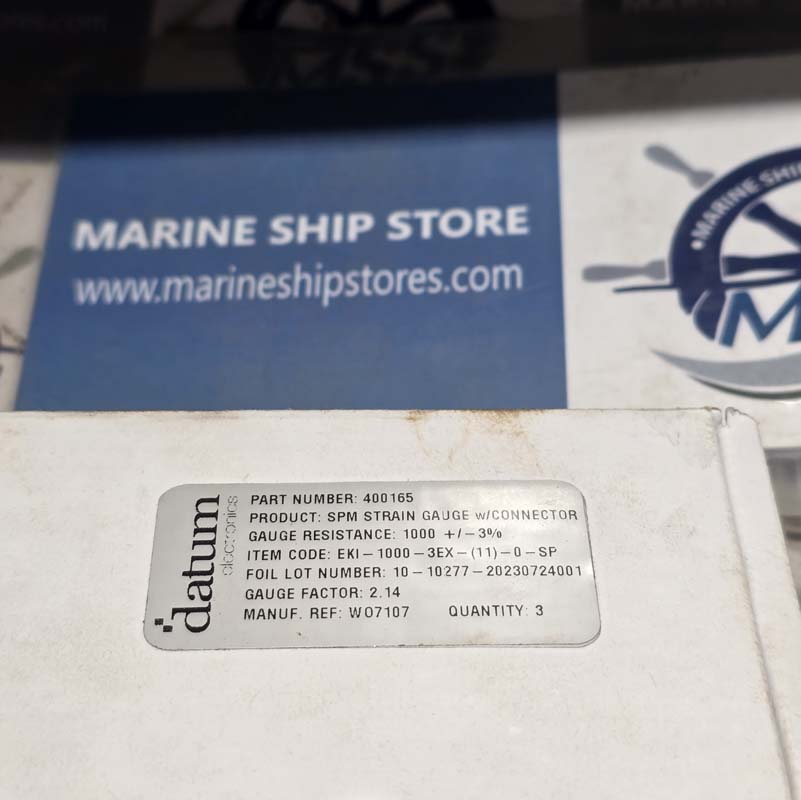 MARINE SHIP STORE
www.marineshipstores.com
MARINE SHIP
M
datum
electronics
PART NUMBER: 400165
PRODUCT: SPM STRAIN GAUGE w/CONNECTOR
GAUGE RESISTANCE: 1000 +/-3%
ITEM CODE: EKI-1000-3EX-(11)-0-SP
FOIL LOT NUMBER: 10-10277-20230724001
GAUGE FACTOR: 2.14
MANUF. REF: W07107 QUANTITY: 3